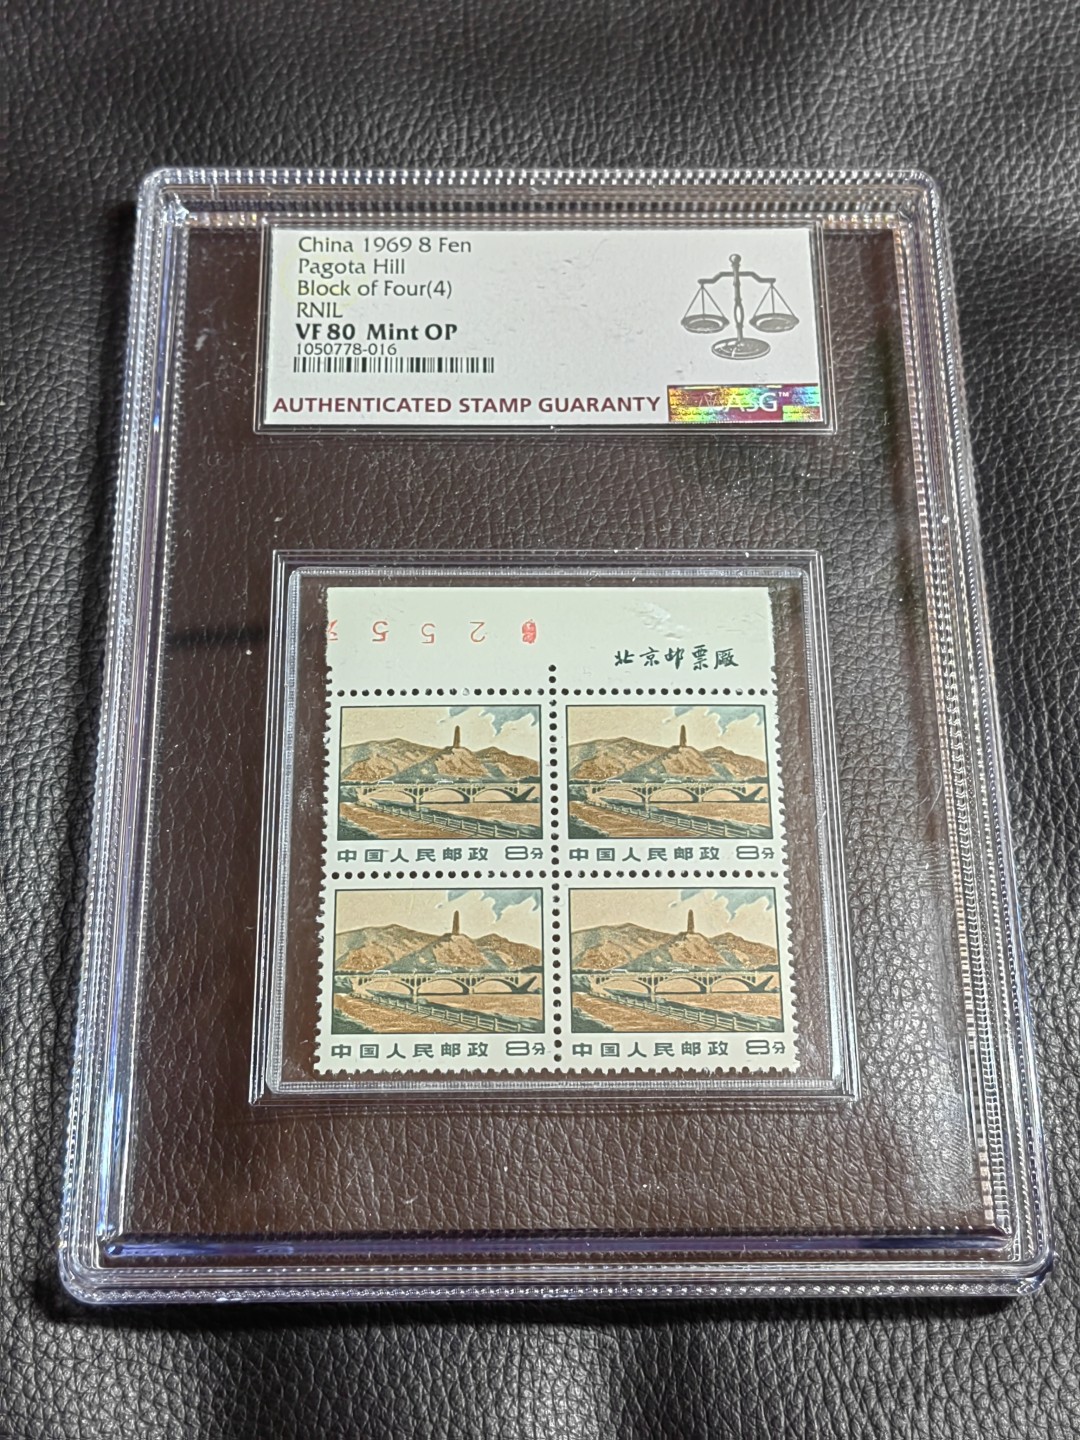 China 1969 8 Fen
Pagota Hill
Block of Four(4)
RNIL
VF 80 Mint OP
1050778-016
AUTHENTICATED STAMP GUARANTY
ASG™
2 5 5
北京邮票厰
中国人民邮政 8分
中国人民邮政 8分
中国人民邮政 8分
中国人民邮政 8分